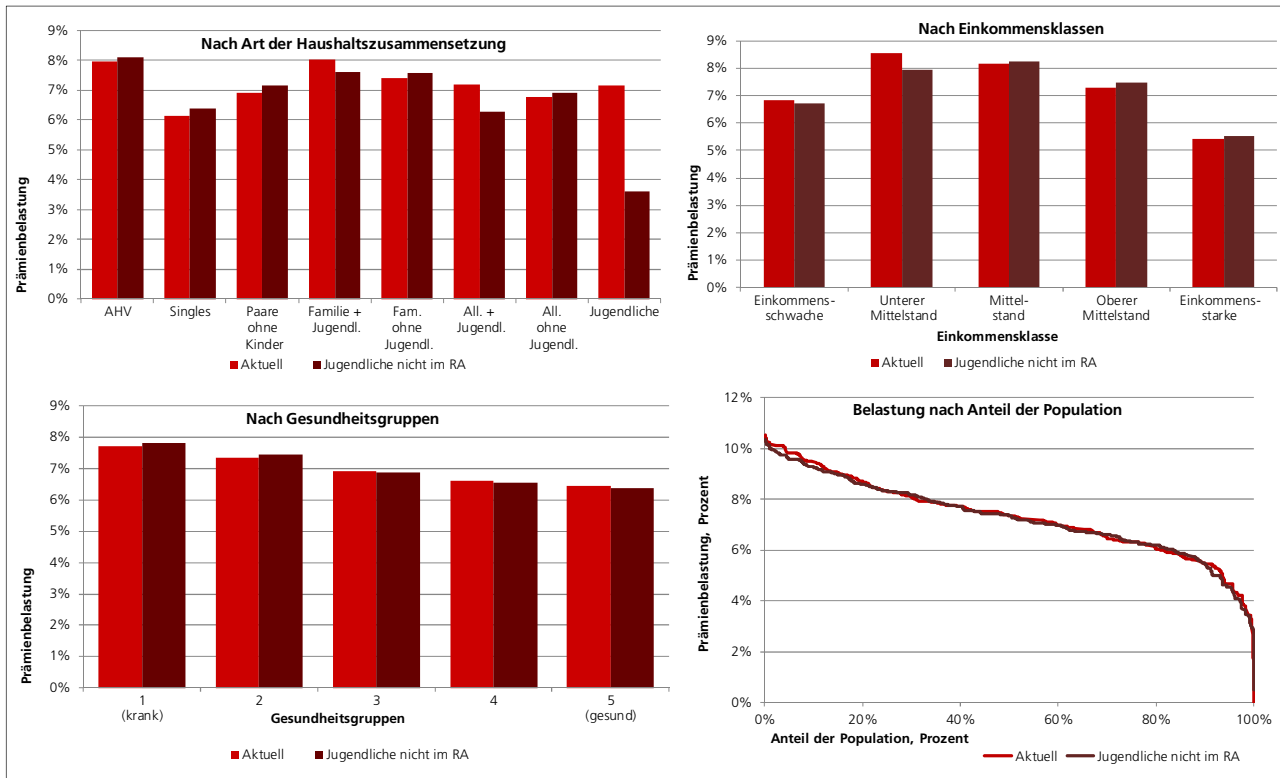 Nach Art der Haushaltszusammensetzung
Prämienbelastung
9%
8%
7%
6%
5%
4%
3%
2%
1%
0%
AHV Singles Paare Familie + Fam. All. + All. Jugendliche
ohne Jugendl. ohne Jugendl. ohne
Kinder Jugendl. Jugendl.
Aktuell Jugendliche nicht im RA
Nach Einkommensklassen
Prämienbelastung
9%
8%
7%
6%
5%
4%
3%
2%
1%
0%
Einkommens- Unterer Mittel- Oberer Einkommens-
schwache Mittelstand stand Mittelstand starke
Einkommensklasse
Aktuell Jugendliche nicht im RA
Nach Gesundheitsgruppen
Prämienbelastung
9%
8%
7%
6%
5%
4%
3%
2%
1%
0%
1 2 3 4 5
(krank) (gesund)
Gesundheitsgruppen
Aktuell Jugendliche nicht im RA
Belastung nach Anteil der Population
Prämienbelastung, Prozent
12%
10%
8%
6%
4%
2%
0%
0% 20% 40% 60% 80% 100%
Anteil der Population, Prozent
Aktuell Jugendliche nicht im RA